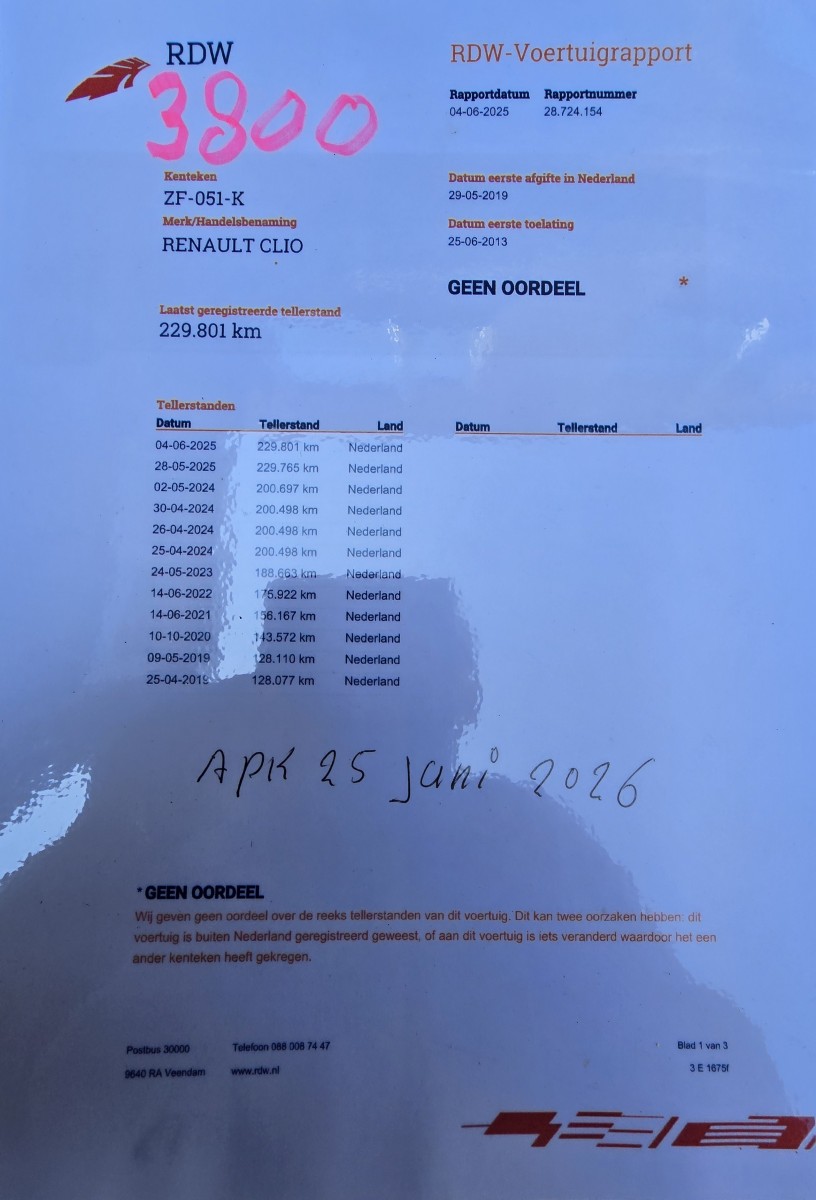 RDW
3800
RDW-Voertuigrapport
Rapportdatum Rapportnummer
04-06-2025 28.724.154
Kenteken
ZF-051-K
Merk/Handelsbenaming
RENAULT CLIO
Datum eerste afgifte in Nederland
29-05-2019
Datum eerste toelating
25-06-2013
GEEN OORDEEL *
Laatst geregistreerde tellerstand
229.801 km
Tellerstanden
Datum Tellerstand Land Datum Tellerstand Land
04-06-2025 229.801 km Nederland
28-05-2025 229.765 km Nederland
02-05-2024 200.697 km Nederland
30-04-2024 200.498 km Nederland
26-04-2024 200.498 km Nederland
25-04-2024 200.498 km Nederland
24-05-2023 188.663 km Nederland
14-06-2022 175.922 km Nederland
14-06-2021 156.167 km Nederland
10-10-2020 143.572 km Nederland
09-05-2019 128.110 km Nederland
25-04-2019 128.077 km Nederland
APK 25 juni 2026
* GEEN OORDEEL
Wij geven geen oordeel over de reeks tellerstanden van dit voertuig. Dit kan twee oorzaken hebben: dit
voertuig is buiten Nederland geregistreerd geweest, of aan dit voertuig is iets veranderd waardoor het een
ander kenteken heeft gekregen.
Postbus 30000 Telefoon 088 008 74 47 Blad 1 van 3
9640 RA Veendam www.rdw.nl 3 E 1675f